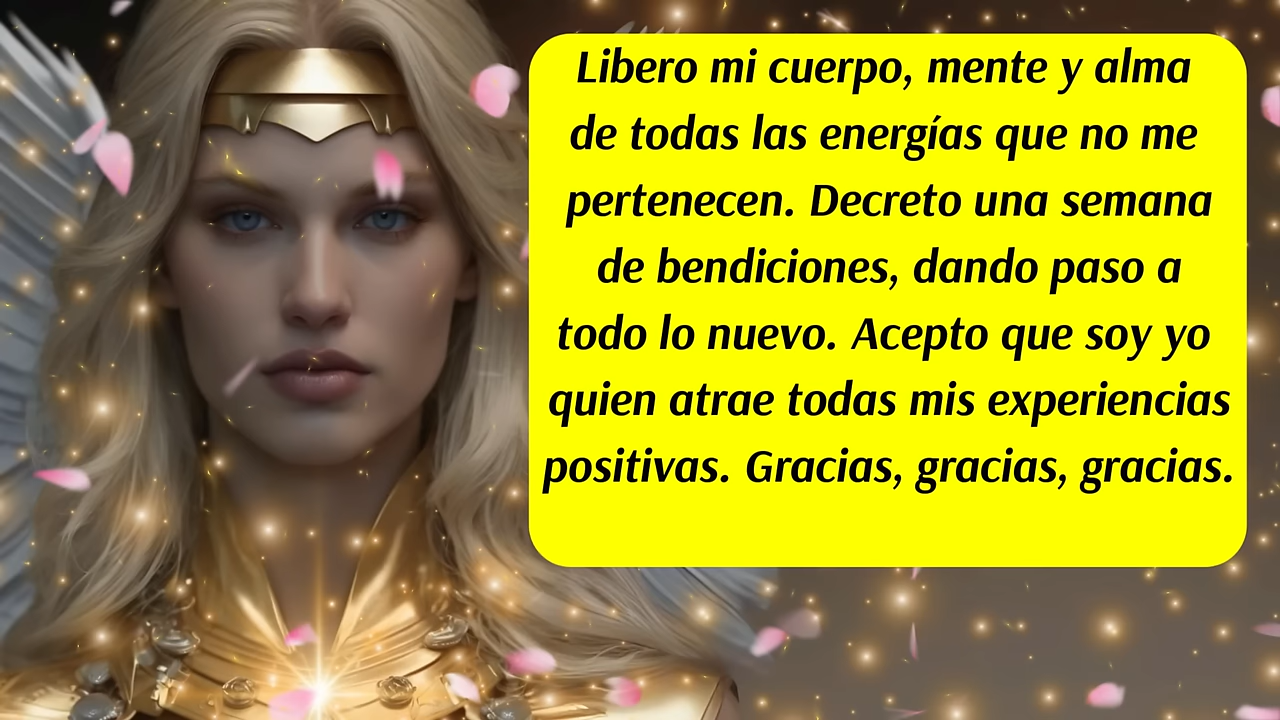 Libero mi cuerpo, mente y alma
de todas las energías que no me
pertenecen. Decreto una semana
de bendiciones, dando paso a
todo lo nuevo. Acepto que soy yo
quien atrae todas mis experiencias
positivas. Gracias, gracias, gracias.